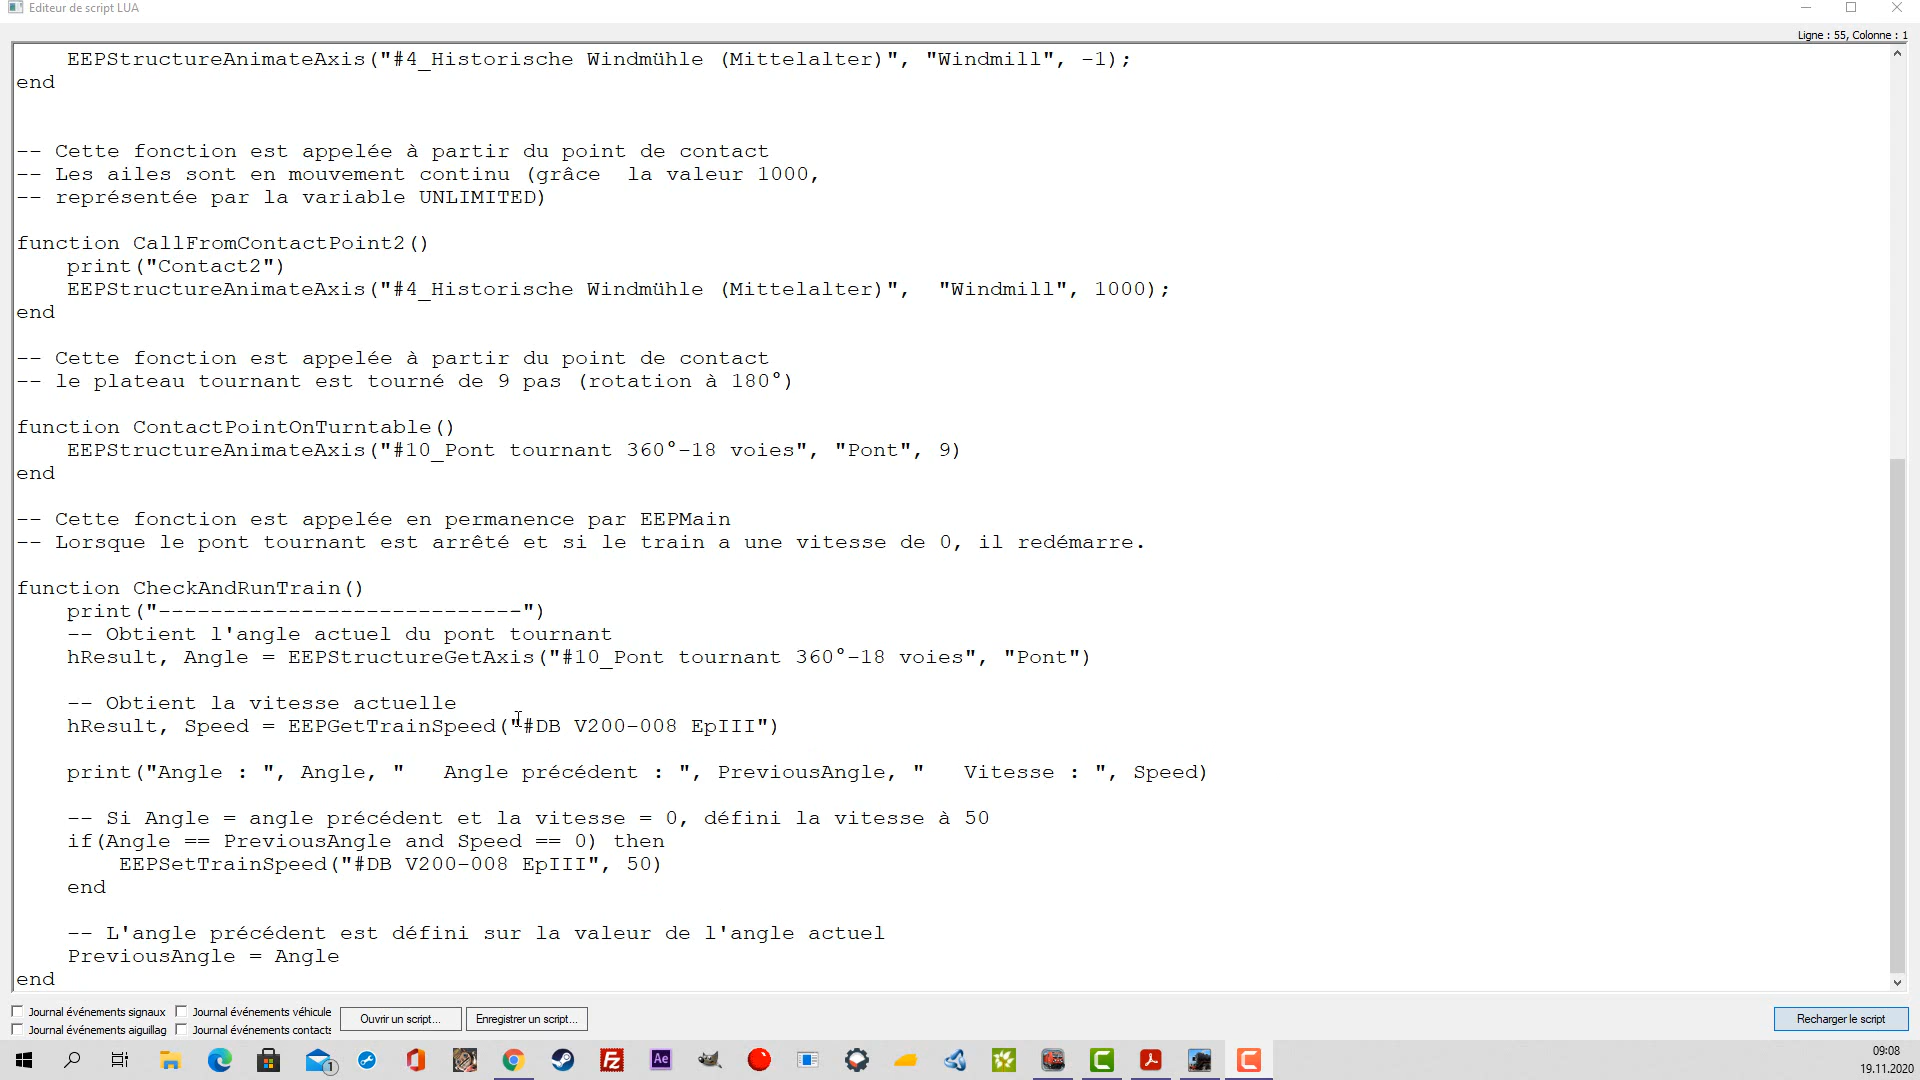 Editeur de script LUA
Ligne : 55, Colonne : 1
EEPStructureAnimateAxis("#4_Historische Windmühle (Mittelalter)", "Windmill", -1);
end
-- Cette fonction est appelée à partir du point de contact
-- Les ailes sont en mouvement continu (grâce  la valeur 1000,
-- représentée par la variable UNLIMITED)
function CallFromContactPoint2()
print("Contact2")
EEPStructureAnimateAxis("#4_Historische Windmühle (Mittelalter)",  "Windmill", 1000);
end
-- Cette fonction est appelée à partir du point de contact
-- le plateau tournant est tourné de 9 pas (rotation à 180°)
function ContactPointOnTurntable()
EEPStructureAnimateAxis("#10_Pont tournant 360°-18 voies", "Pont", 9)
end
-- Cette fonction est appelée en permanence par EEPMain
-- Lorsque le pont tournant est arrêté et si le train a une vitesse de 0, il redémarre.
function CheckAndRunTrain()
print("----------------------------")
-- Obtient l'angle actuel du pont tournant
hResult, Angle = EEPStructureGetAxis("#10_Pont tournant 360°-18 voies", "Pont")
-- Obtient la vitesse actuelle
hResult, Speed = EEPGetTrainSpeed("#DB V200-008 EpIII")
print("Angle : ", Angle, "   Angle précédent : ", PreviousAngle, "   Vitesse : ", Speed)
-- Si Angle = angle précédent et la vitesse = 0, défini la vitesse à 50
if(Angle == PreviousAngle and Speed == 0) then
EEPSetTrainSpeed("#DB V200-008 EpIII", 50)
end
-- L'angle précédent est défini sur la valeur de l'angle actuel
PreviousAngle = Angle
end
Journal événements signaux
Journal événements véhicule
Journal événements aiguillag
Journal événements contacts
Ouvrir un script...
Enregistrer un script...
Recharger le script
1
Ae
09:08
19.11.2020